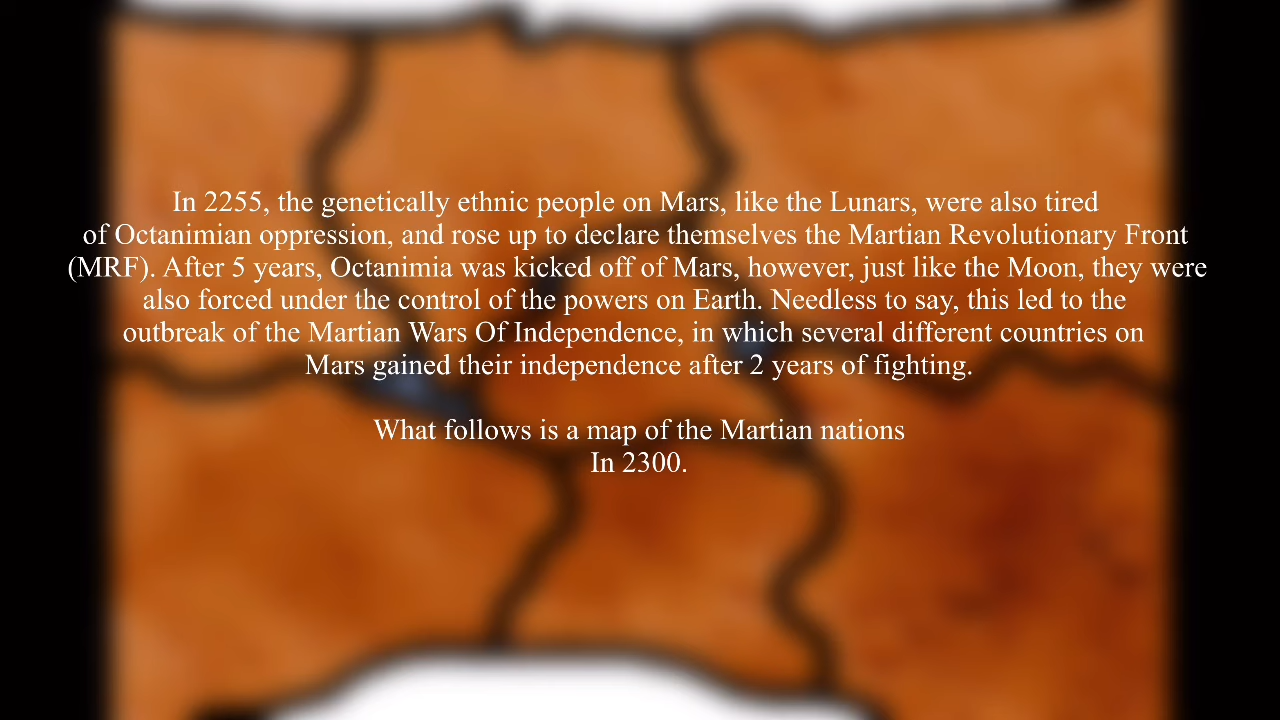 In 2255, the genetically ethnic people on Mars, like the Lunars, were also tired
of Octanimian oppression, and rose up to declare themselves the Martian Revolutionary Front
(MRF). After 5 years, Octanimia was kicked off of Mars, however, just like the Moon, they were
also forced under the control of the powers on Earth. Needless to say, this led to the
outbreak of the Martian Wars Of Independence, in which several different countries on
Mars gained their independence after 2 years of fighting.
What follows is a map of the Martian nations
In 2300.